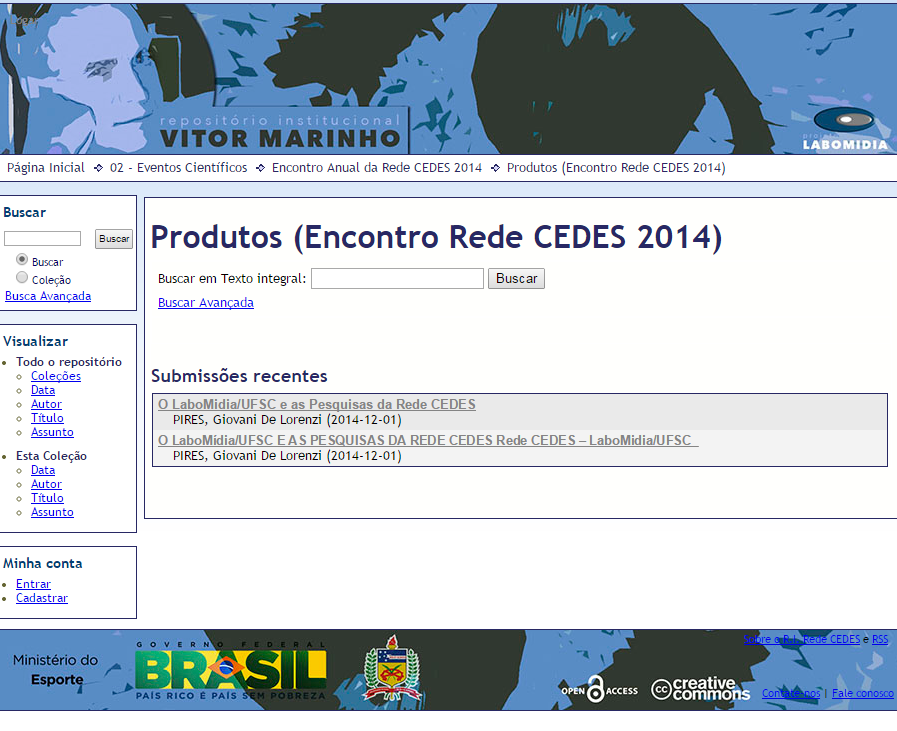 repositório institucional
VITOR MARINHO
LABOMIDIA
Página Inicial 02 - Eventos Científicos Encontro Anual da Rede CEDES 2014 Produtos (Encontro Rede CEDES 2014)
Buscar
Buscar
Buscar
Coleção
Busca Avançada
Visualizar
Todo o repositório
Coleções
Data
Autor
Título
Assunto
Esta Coleção
Data
Autor
Título
Assunto
Minha conta
Entrar
Cadastrar
Produtos (Encontro Rede CEDES 2014)
Buscar em Texto integral: Buscar
Buscar Avançada
Submissões recentes
O LaboMidia/UFSC e as Pesquisas da Rede CEDES
PIRES, Giovani De Lorenzi (2014-12-01)
O LaboMidia/UFSC E AS PESQUISAS DA REDE CEDES Rede CEDES – LaboMidia/UFSC
PIRES, Giovani De Lorenzi (2014-12-01)
Ministério do
Esporte
GOVERNO FEDERAL
BRASIL
PAÍS RICO É PAÍS SEM POBREZA
OPEN ACCESS
cc creative
commons
Sobre o R.I. Rede CEDES e RSS
Contate-nos | Fale conosco